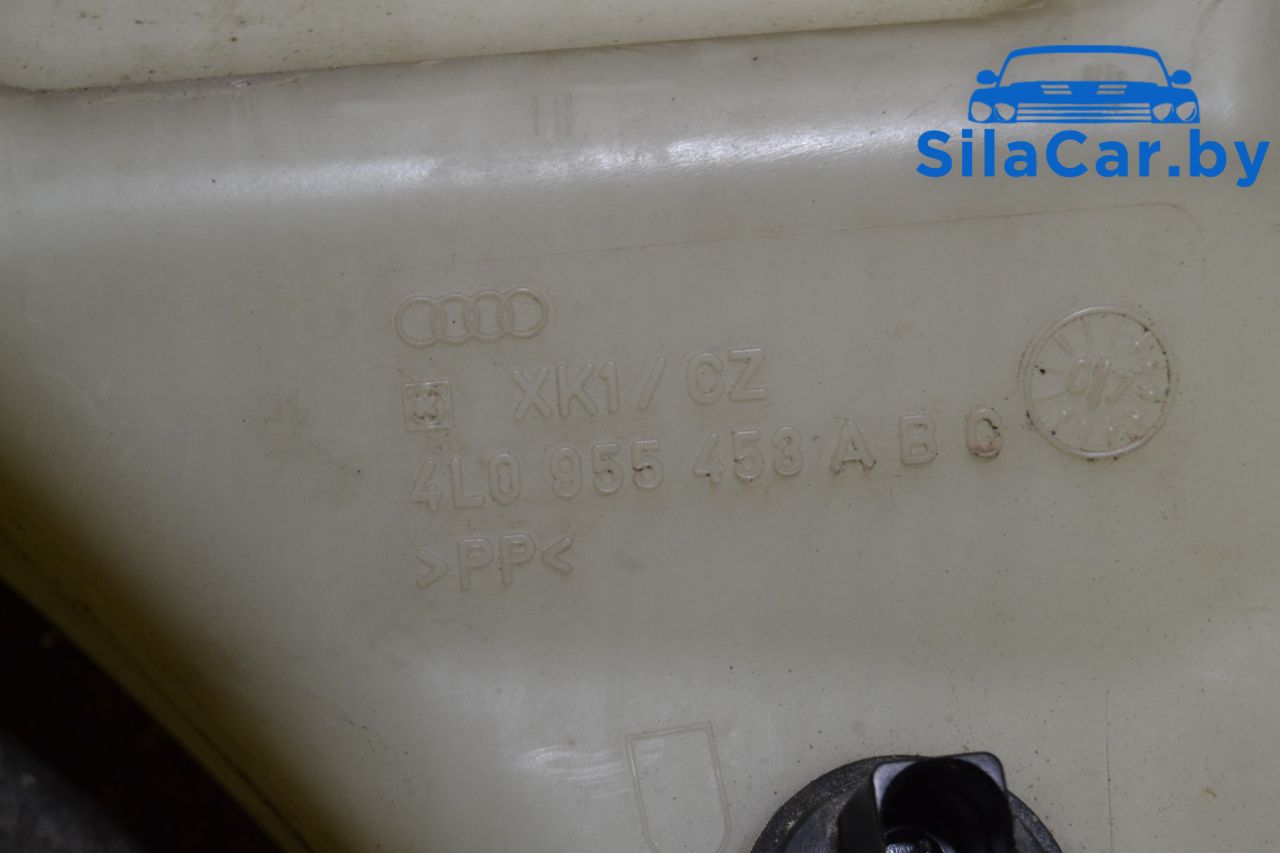 SilaCar.by
XK1/CZ
4L0 955 453 A B C
>PP<